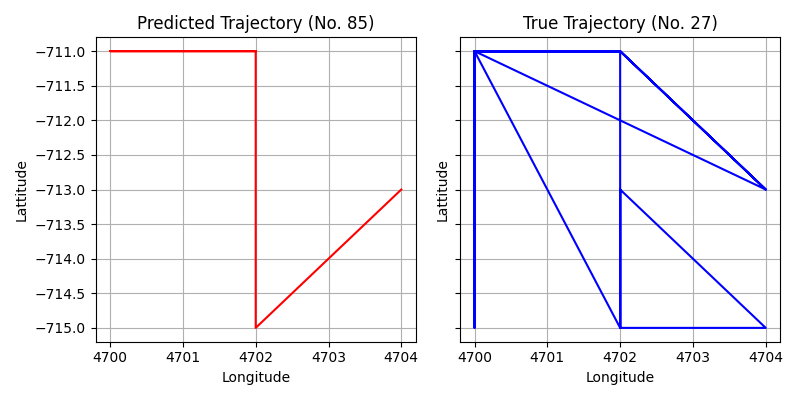 Predicted Trajectory (No. 85)
True Trajectory (No. 27)
−711.0
−711.5
−712.0
−712.5
−713.0
−713.5
−714.0
−714.5
−715.0
Lattitude
Lattitude
4700 4701 4702 4703 4704
4700 4701 4702 4703 4704
Longitude
Longitude